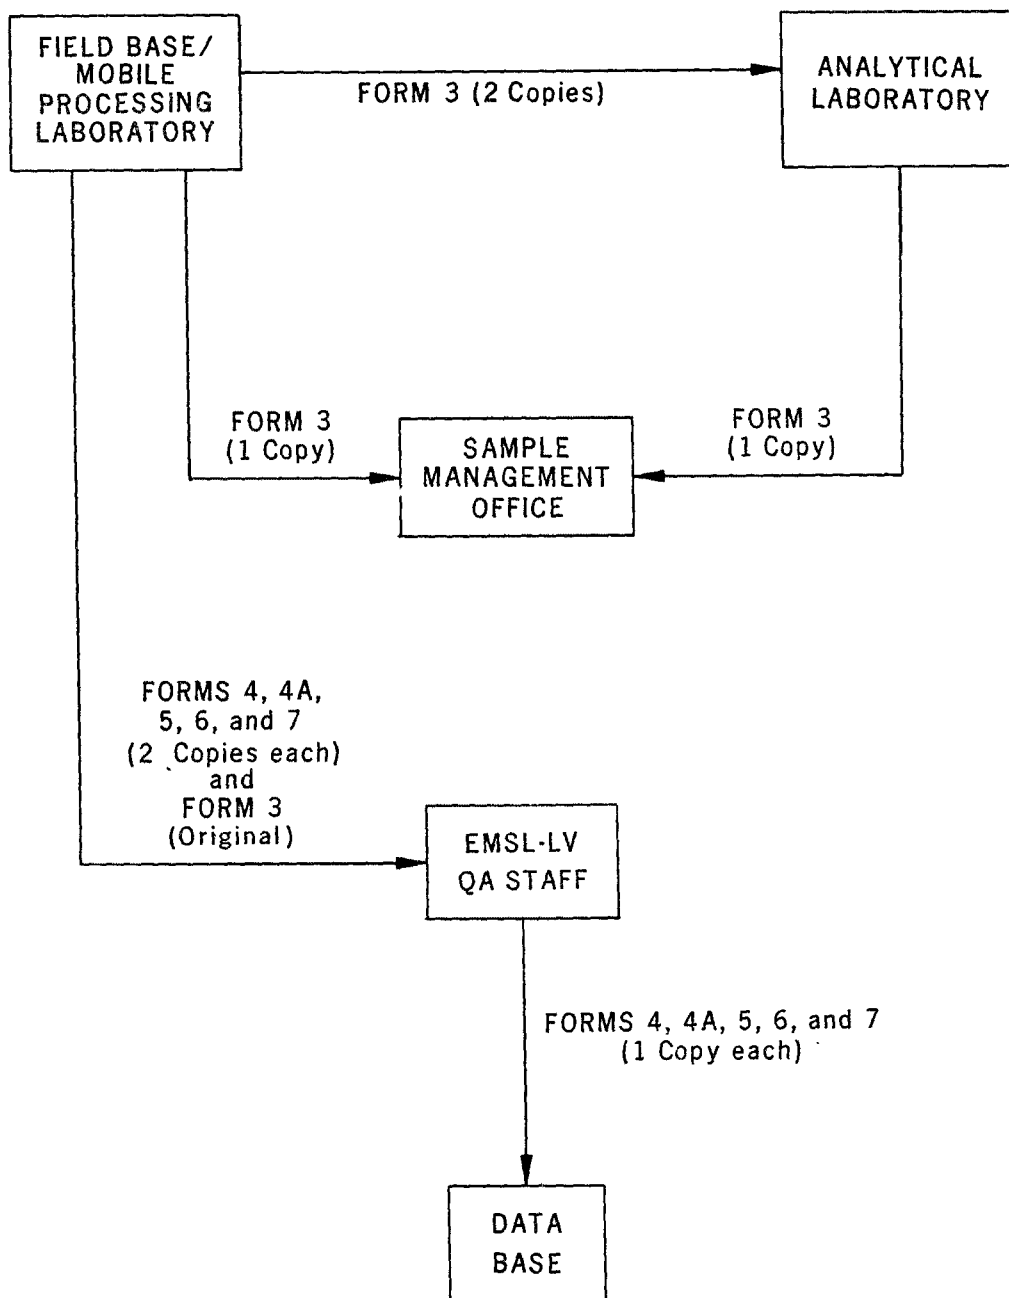 FIELD BASE/
MOBILE
PROCESSING
LABORATORY
FORM 3 (2 Copies)
ANALYTICAL
LABORATORY
FORM 3
(1 Copy)
SAMPLE
MANAGEMENT
OFFICE
FORM 3
(1 Copy)
FORMS 4, 4A,
5, 6, and 7
(2 Copies each)
and
FORM 3
(Original)
EMSL-LV
QA STAFF
FORMS 4, 4A, 5, 6, and 7
(1 Copy each)
DATA
BASE